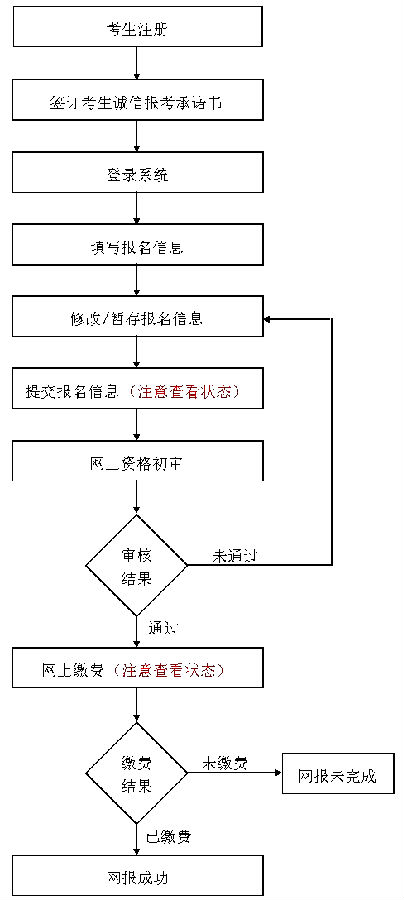 考生注册
签订考生诚信报考承诺书
登录系统
填写报名信息
修改/暂存报名信息
提交报名信息（注意查看状态）
网上资格初审
审核
结果
未通过
通过
网上缴费（注意查看状态）
缴费
结果
未缴费
网报未完成
已缴费
网报成功